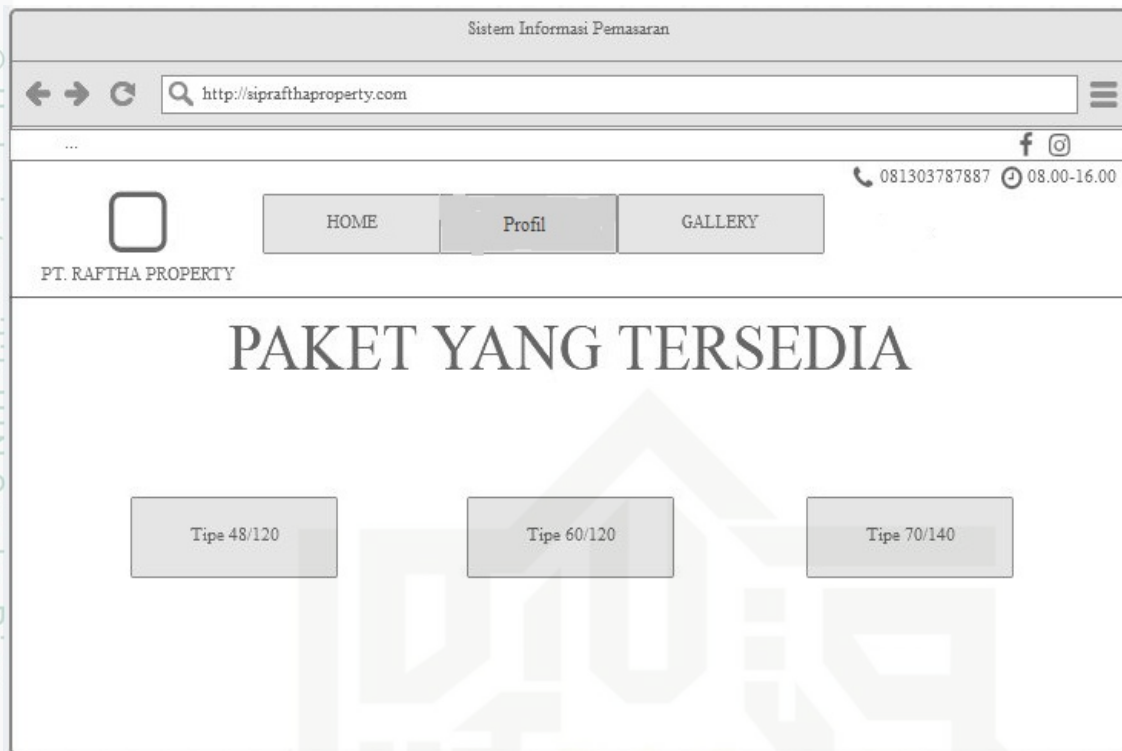 Sistem Informasi Pemasaran
http://siprafthaproperty.com
...
081303787887 08.00-16.00
HOME Profil GALLERY
PT. RAFTHA PROPERTY
PAKET YANG TERSEDIA
Tipe 48/120 Tipe 60/120 Tipe 70/140